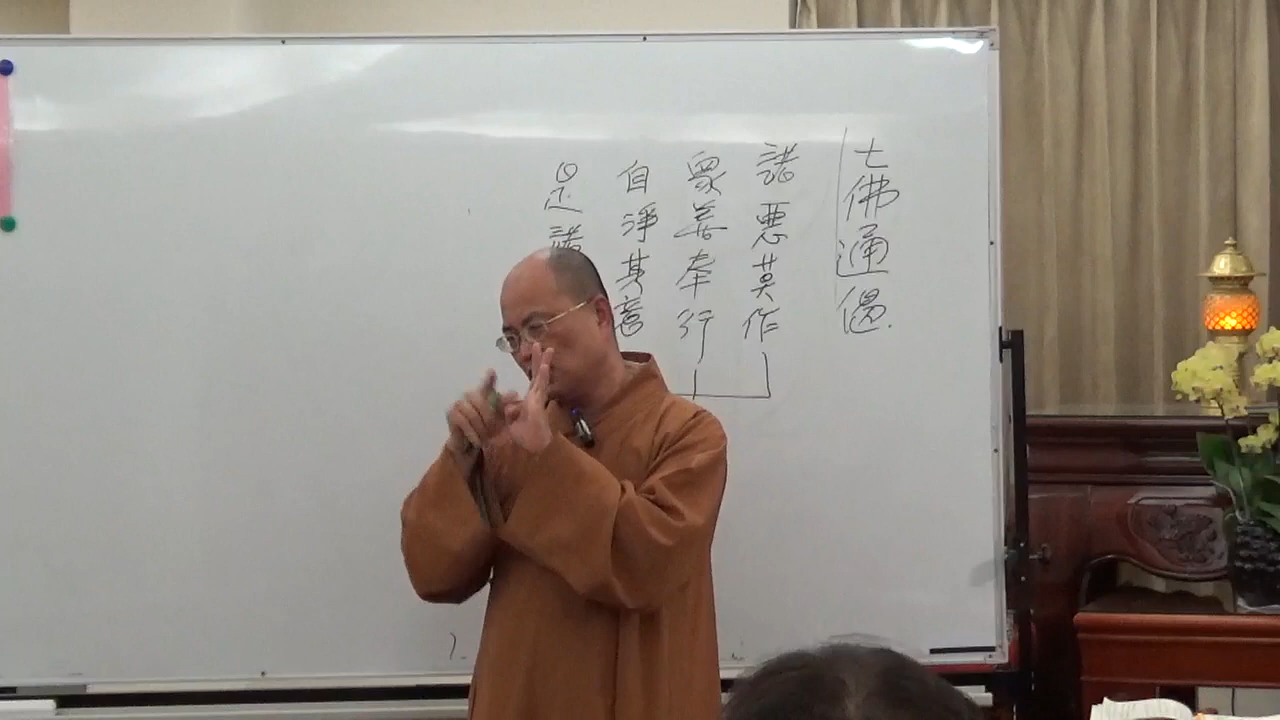 七佛通偈
諸惡莫作
眾善奉行
自淨其意
是諸